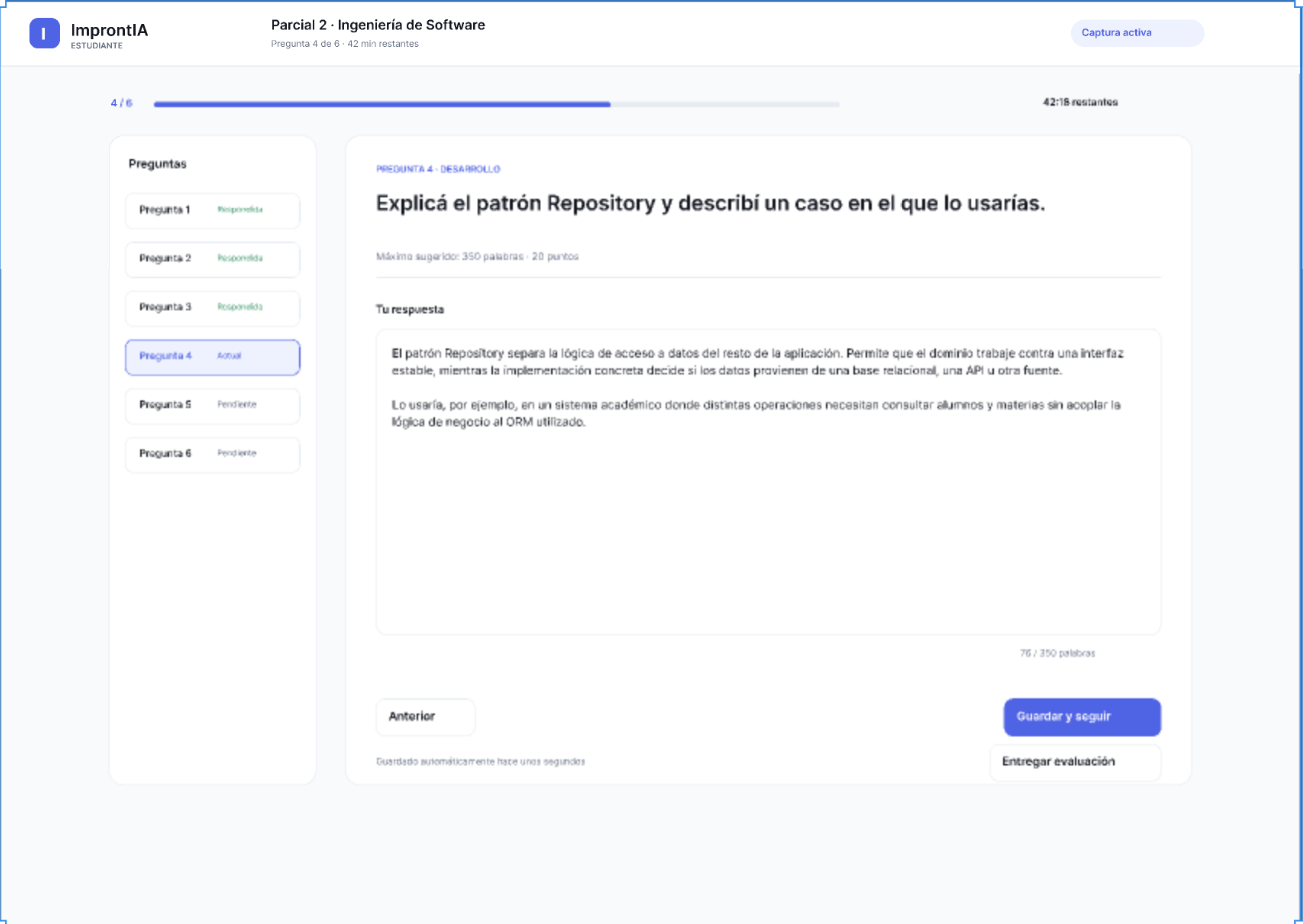 I
ImprontIA
ESTUDIANTE
Parcial 2 · Ingeniería de Software
Pregunta 4 de 6 · 42 min restantes
Captura activa
4 / 6
42:18 restantes
Preguntas
Pregunta 1 Respondida
Pregunta 2 Respondida
Pregunta 3 Respondida
Pregunta 4 Actual
Pregunta 5 Pendiente
Pregunta 6 Pendiente
PREGUNTA 4 · DESARROLLO
Explicá el patrón Repository y describí un caso en el que lo usarías.
Máximo sugerido: 350 palabras · 20 puntos
Tu respuesta
El patrón Repository separa la lógica de acceso a datos del resto de la aplicación. Permite que el dominio trabaje contra una interfaz
estable, mientras la implementación concreta decide si los datos provienen de una base relacional, una API u otra fuente.
Lo usaría, por ejemplo, en un sistema académico donde distintas operaciones necesitan consultar alumnos y materias sin acoplar la
lógica de negocio al ORM utilizado.
76 / 350 palabras
Anterior
Guardar y seguir
Guardado automáticamente hace unos segundos
Entregar evaluación